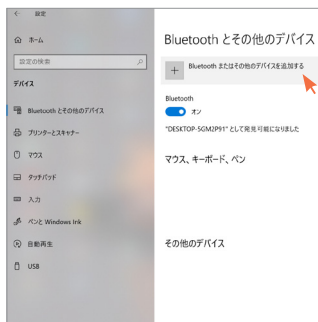 設定
ホーム
設定の検索
デバイス
Bluetooth とその他のデバイス
プリンターとスキャナー
マウス
タッチパッド
入力
ペンと Windows Ink
自動再生
USB
Bluetooth とその他のデバイス
Bluetooth またはその他のデバイスを追加する
Bluetooth
オン
"DESKTOP-5GM2P91" として発見可能になりました
マウス、キーボード、ペン
その他のデバイス